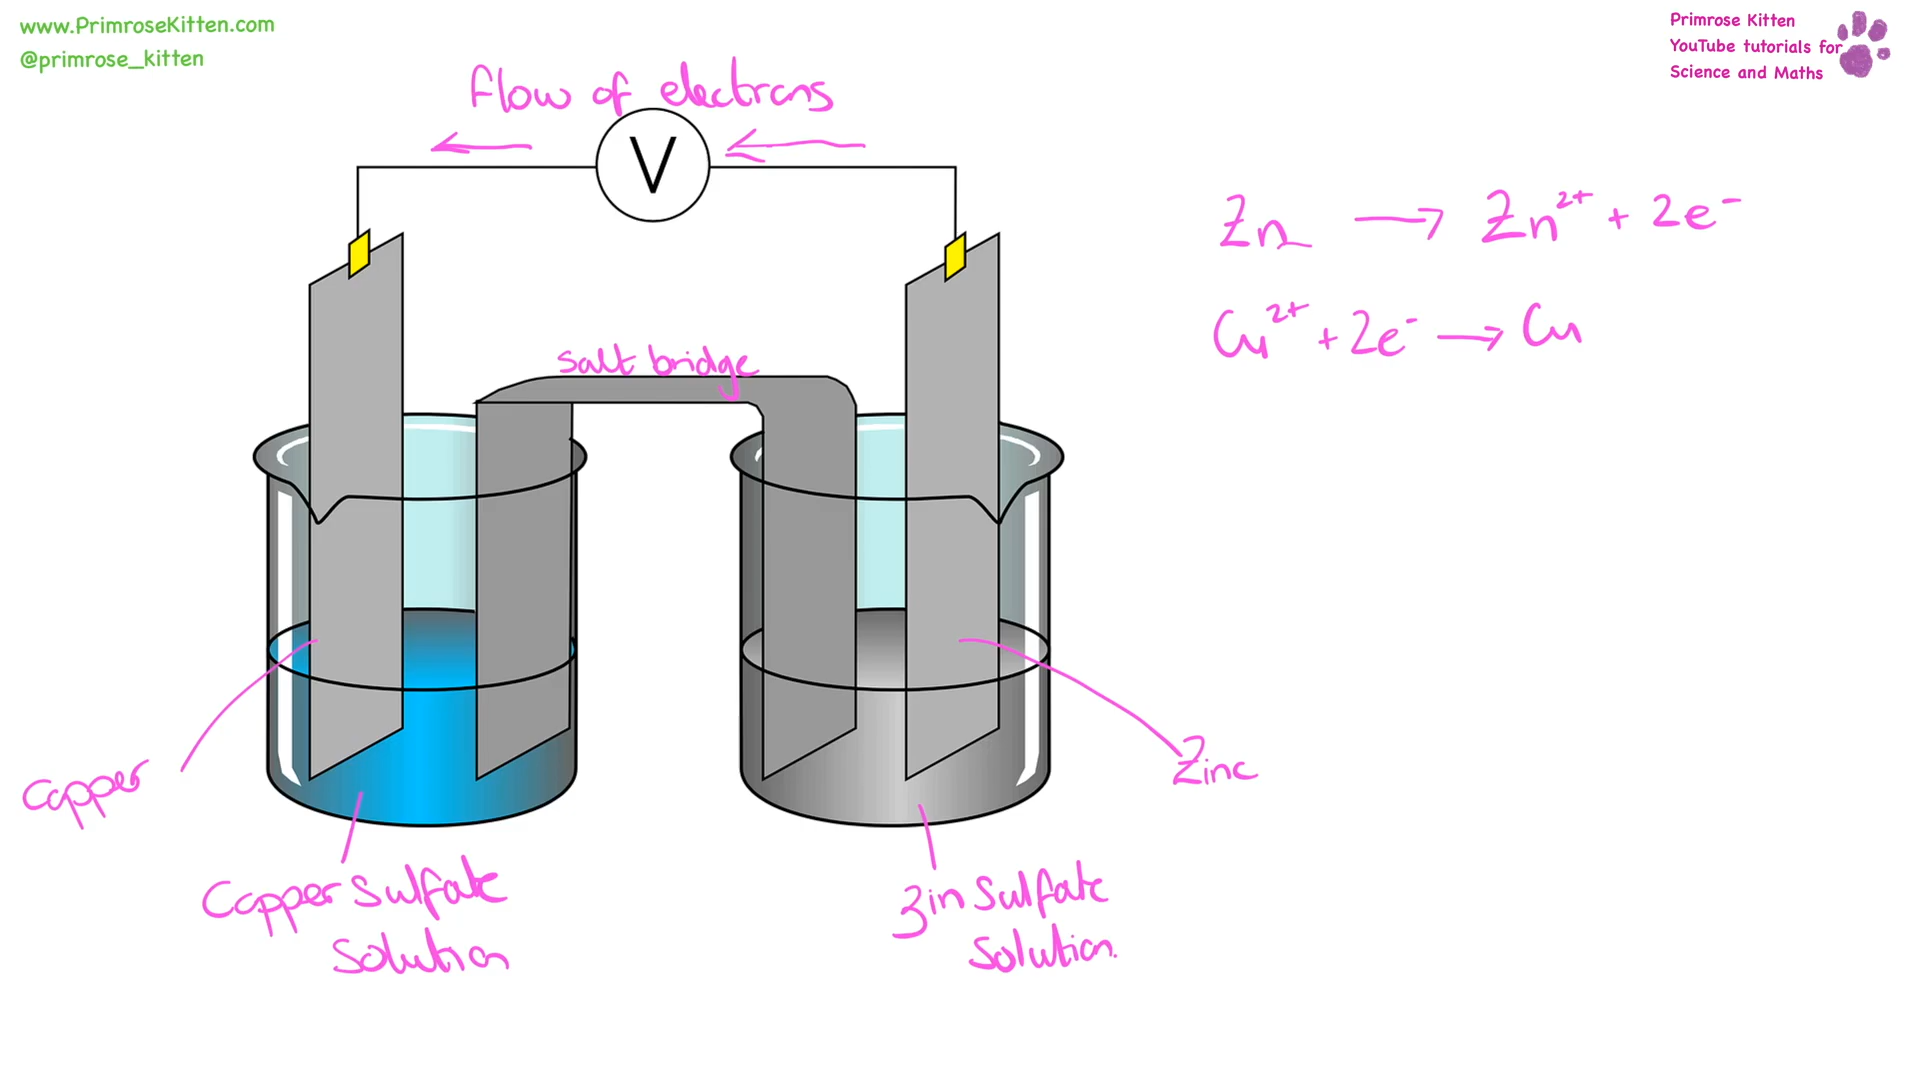 www.PrimroseKitten.com
@primrose_kitten
Primrose Kitten
YouTube tutorials for
Science and Maths
flow of electrons
V
Zn → Zn²⁺ + 2e⁻
Cu²⁺ + 2e⁻ → Cu
Salt bridge
Copper
Zinc
Copper Sulfate
Solution
Zin Sulfate
Solution.